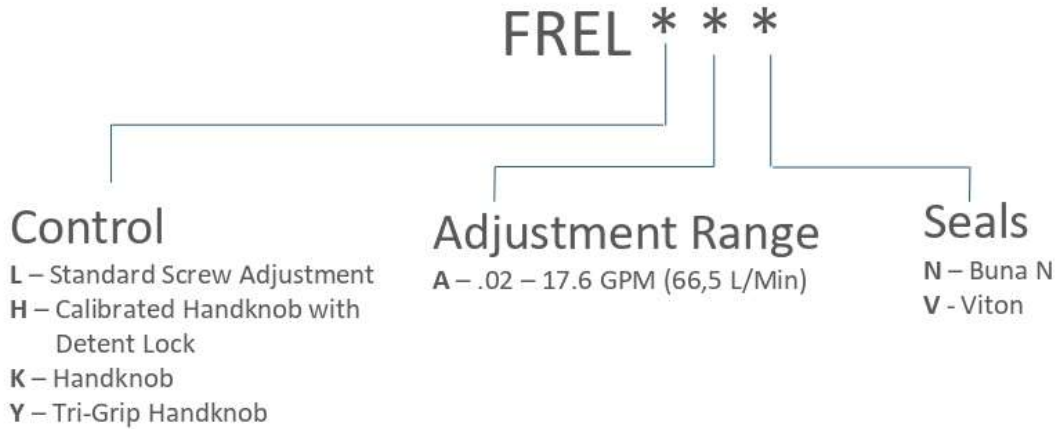 FREL * * *
Control
L – Standard Screw Adjustment
H – Calibrated Handknob with
Detent Lock
K – Handknob
Y – Tri-Grip Handknob
Adjustment Range
A – .02 – 17.6 GPM (66,5 L/Min)
Seals
N – Buna N
V - Viton